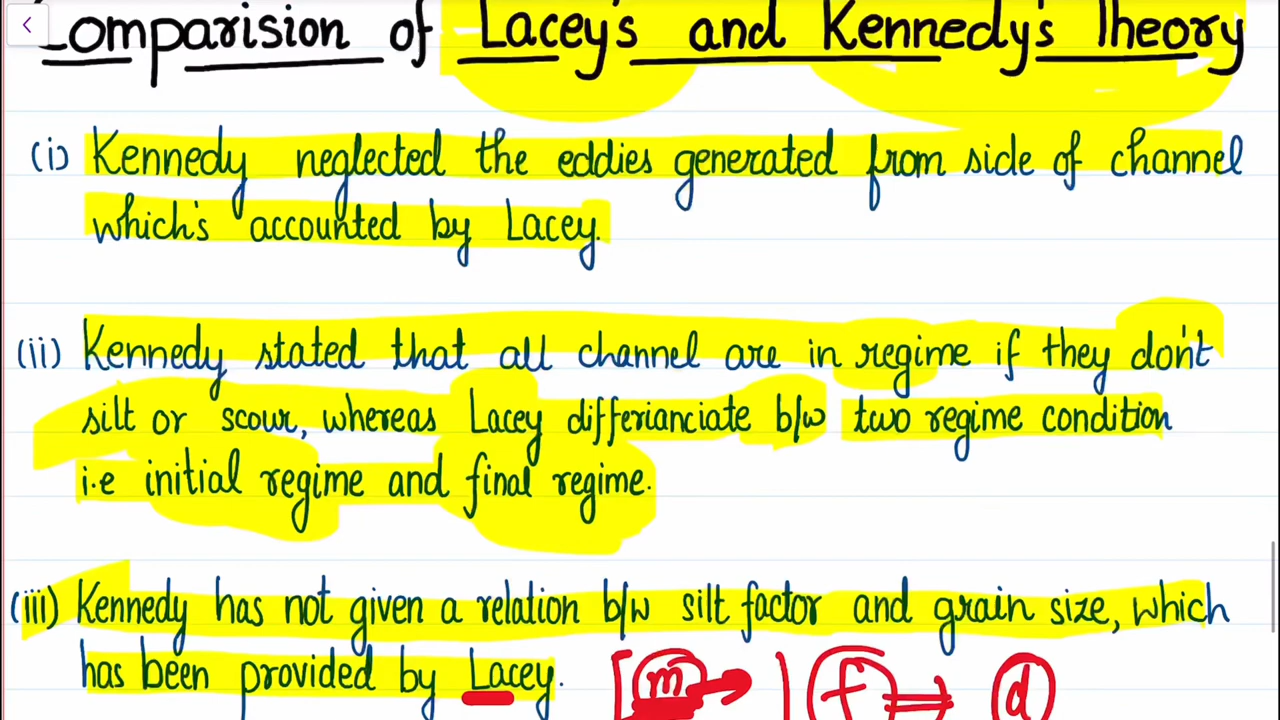 Comparision of Lacey's and Kennedy's Theory
(i) Kennedy neglected the eddies generated from side of channel
which's accounted by Lacey.
(ii) Kennedy stated that all channel are in regime if they don't
silt or scour, whereas Lacey differianciate b/w two regime condition
i.e initial regime and final regime.
(iii) Kennedy has not given a relation b/w silt factor and grain size, which
has been provided by Lacey. m f d